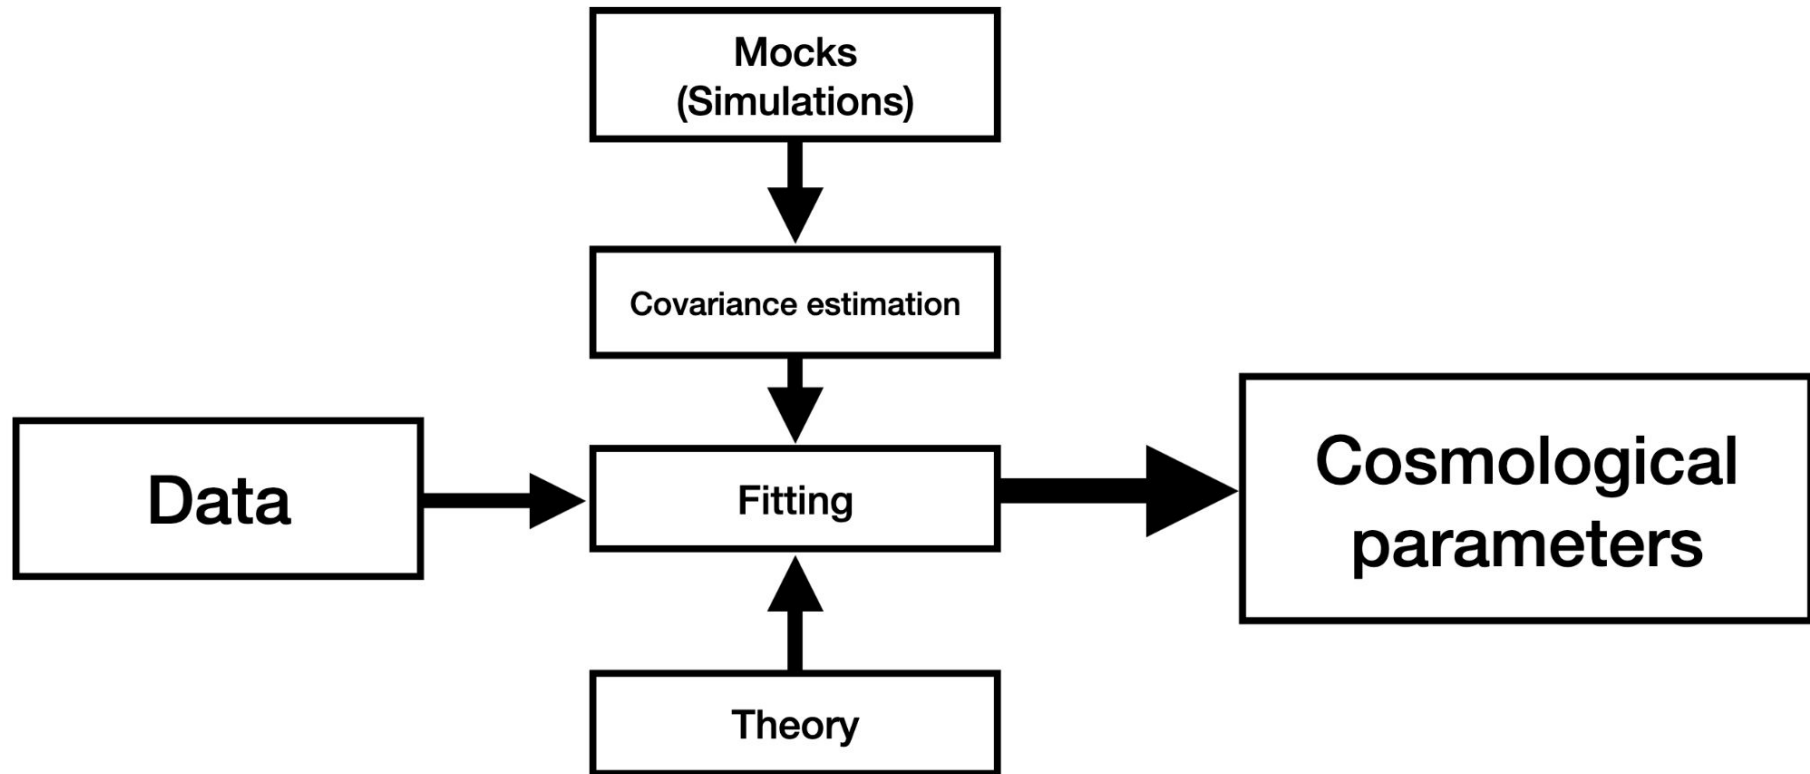 Mocks
(Simulations)
Covariance estimation
Data
Fitting
Cosmological
parameters
Theory